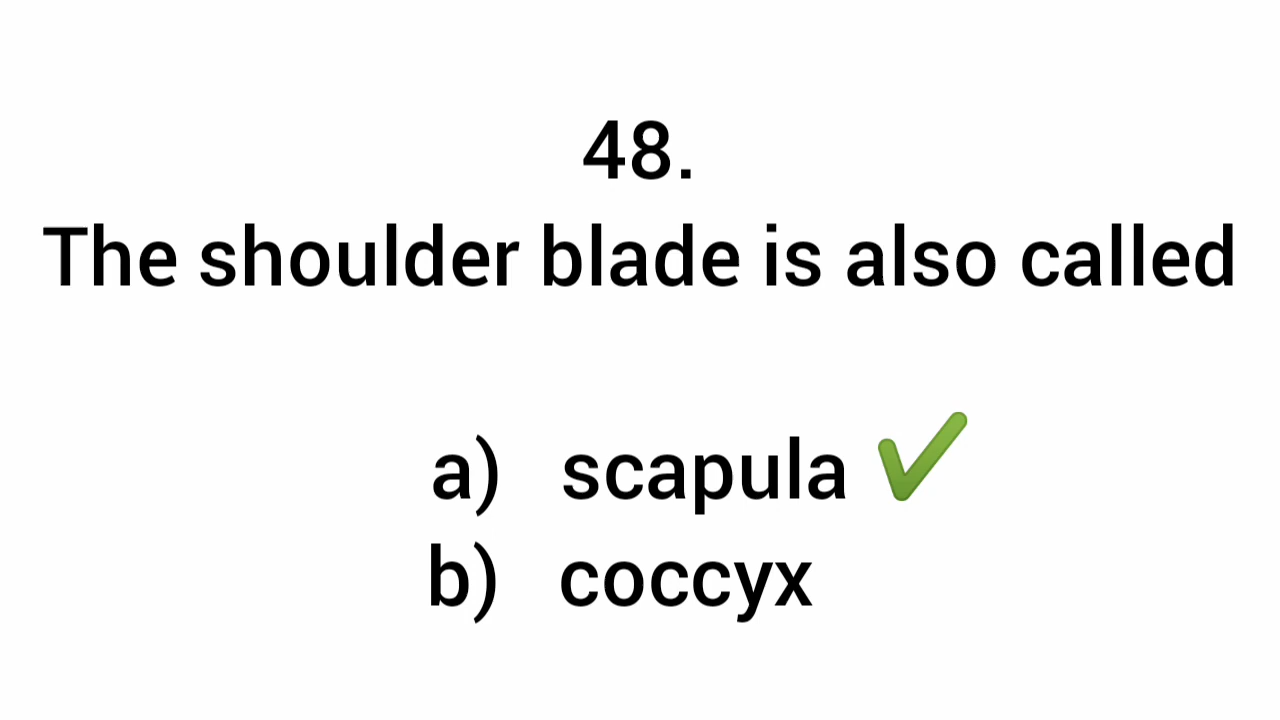 48.
The shoulder blade is also called
a) scapula ✔
b) coccyx